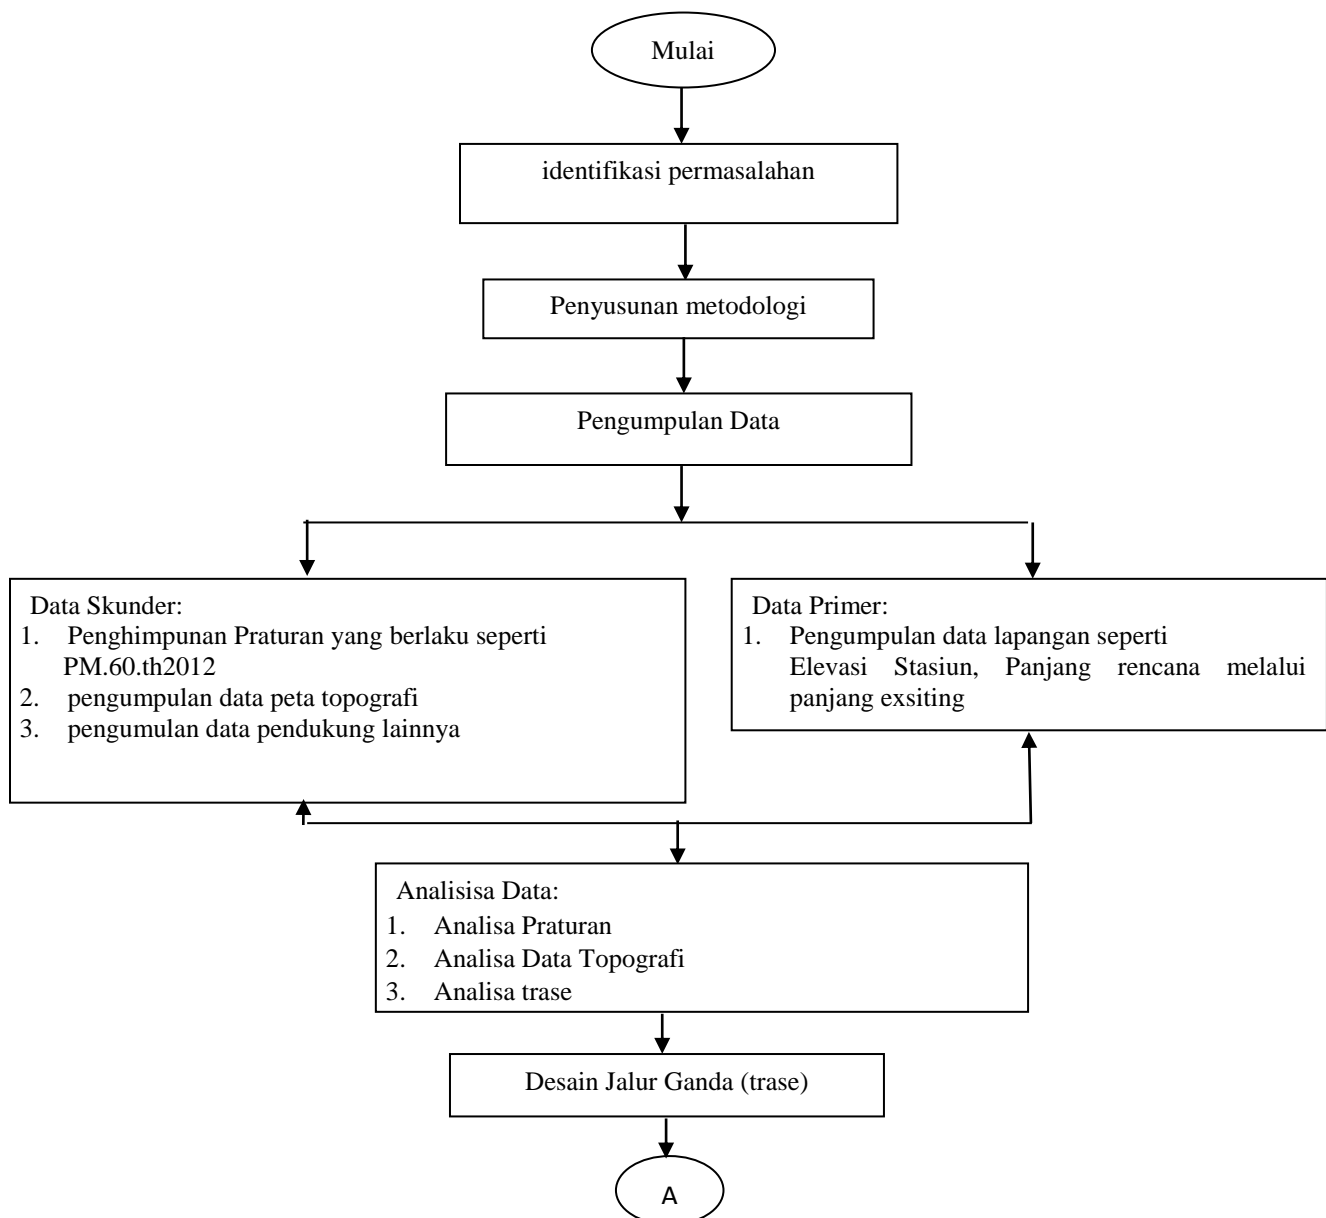 Mulai
identifikasi permasalahan
Penyusunan metodologi
Pengumpulan Data
Data Skunder:
1. Penghimpunan Praturan yang berlaku seperti
PM.60.th2012
2. pengumpulan data peta topografi
3. pengumulan data pendukung lainnya
Data Primer:
1. Pengumpulan data lapangan seperti
Elevasi Stasiun, Panjang rencana melalui
panjang exsiting
Analisisa Data:
1. Analisa Praturan
2. Analisa Data Topografi
3. Analisa trase
Desain Jalur Ganda (trase)
A